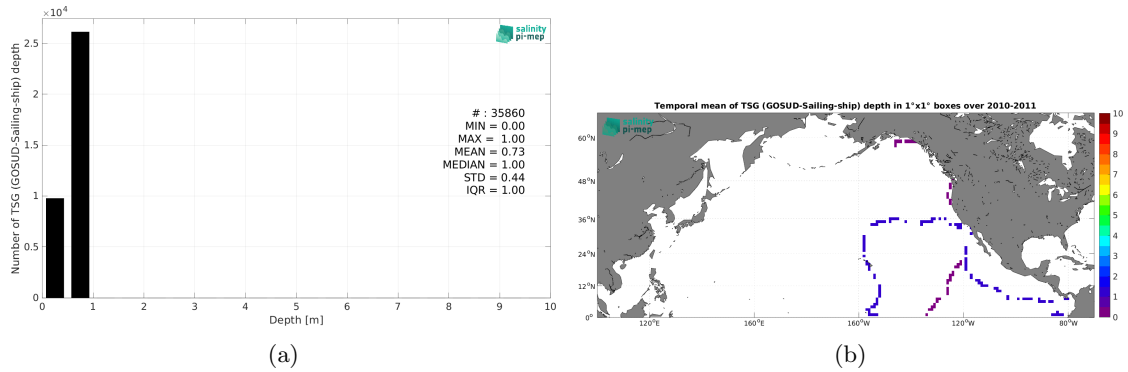 ×10⁴
2.5
2
1.5
1
0.5
0
Number of TSG (GOSUD-Sailing-ship) depth
0 1 2 3 4 5 6 7 8 9 10
Depth [m]
salinity
pi-mep
# : 35860
MIN = 0.00
MAX = 1.00
MEAN = 0.73
MEDIAN = 1.00
STD = 0.44
IQR = 1.00
(a)
Temporal mean of TSG (GOSUD-Sailing-ship) depth in 1°x1° boxes over 2010-2011
salinity
pi-mep
60°N
48°N
36°N
24°N
12°N
0°
120°E 160°E 160°W 120°W 80°W
10
9
8
7
6
5
4
3
2
1
0
(b)